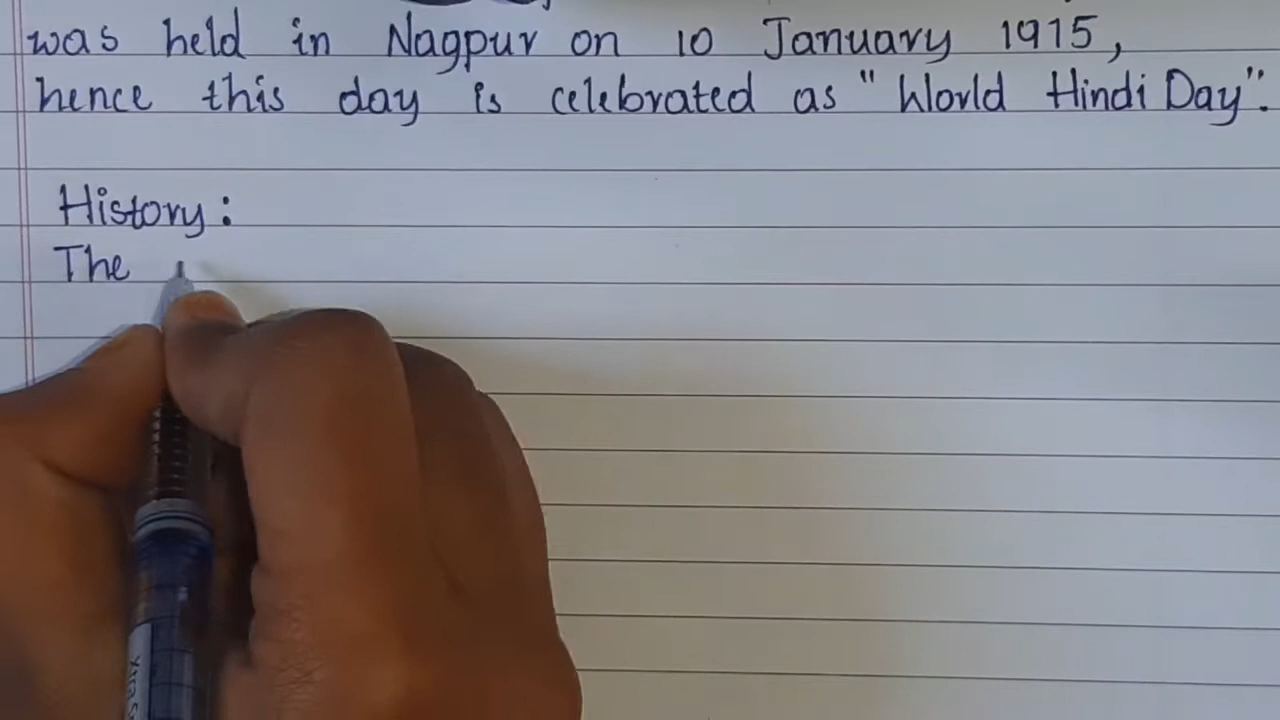 was held in Nagpur on 10 January 1915,
hence this day is celebrated as "World Hindi Day".
History:
The